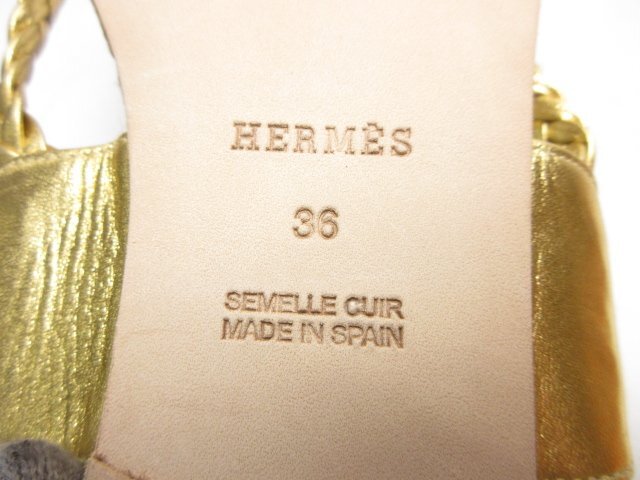 HERMÈS
36
SEMELLE CUIR
MADE IN SPAIN